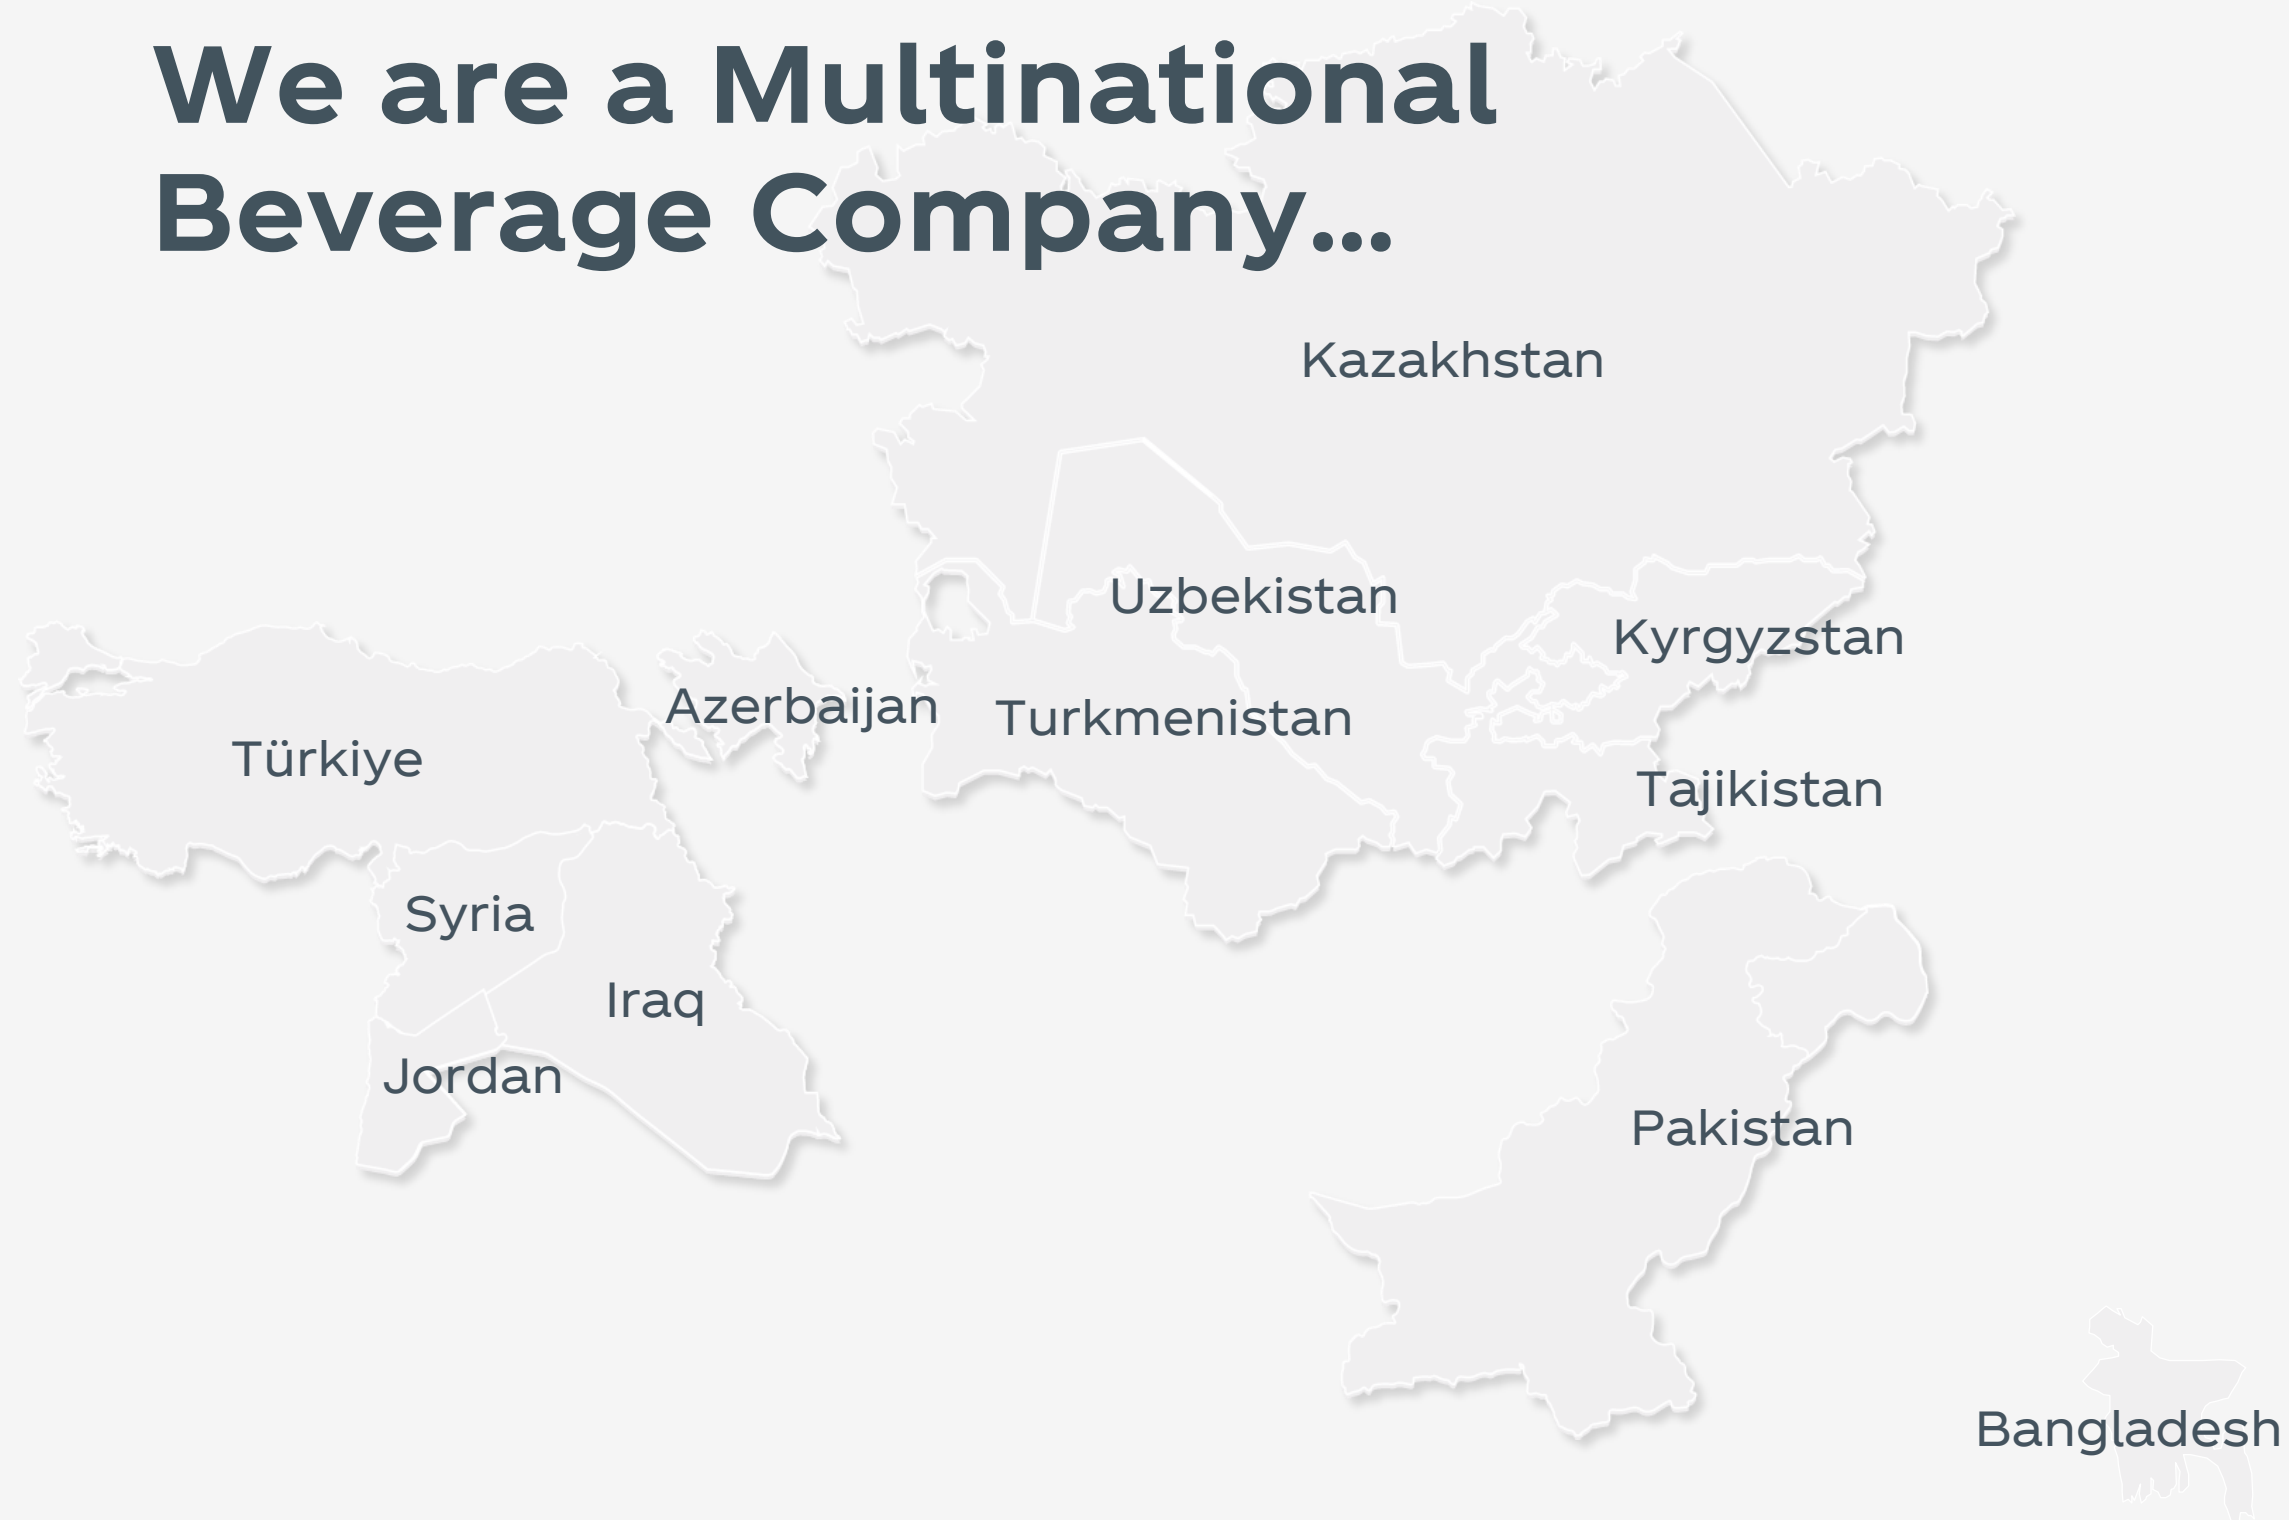 We are a Multinational
Beverage Company...
Kazakhstan
Uzbekistan
Kyrgyzstan
Azerbaijan
Turkmenistan
Türkiye
Tajikistan
Syria
Iraq
Jordan
Pakistan
Bangladesh